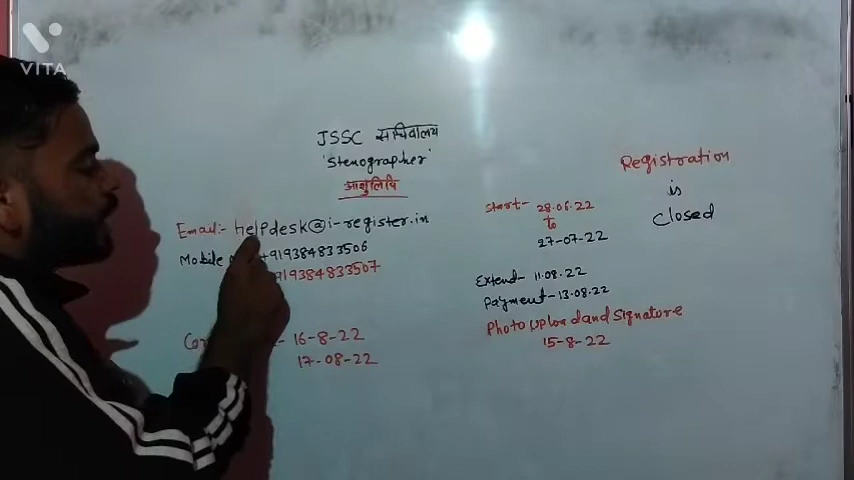 VITA
JSSC सचिवालय
'Stenographer'
आशुलिपि
Email:- helpdesk@i-register.in
Mobile +919384833506
919384833507
16-8-22
17-08-22
Start- 28.06.22
To
27-07-22
Extend- 11.08.22
Payment-13.08.22
Photo Upload and Signature
15-8-22
Registration
is
Closed